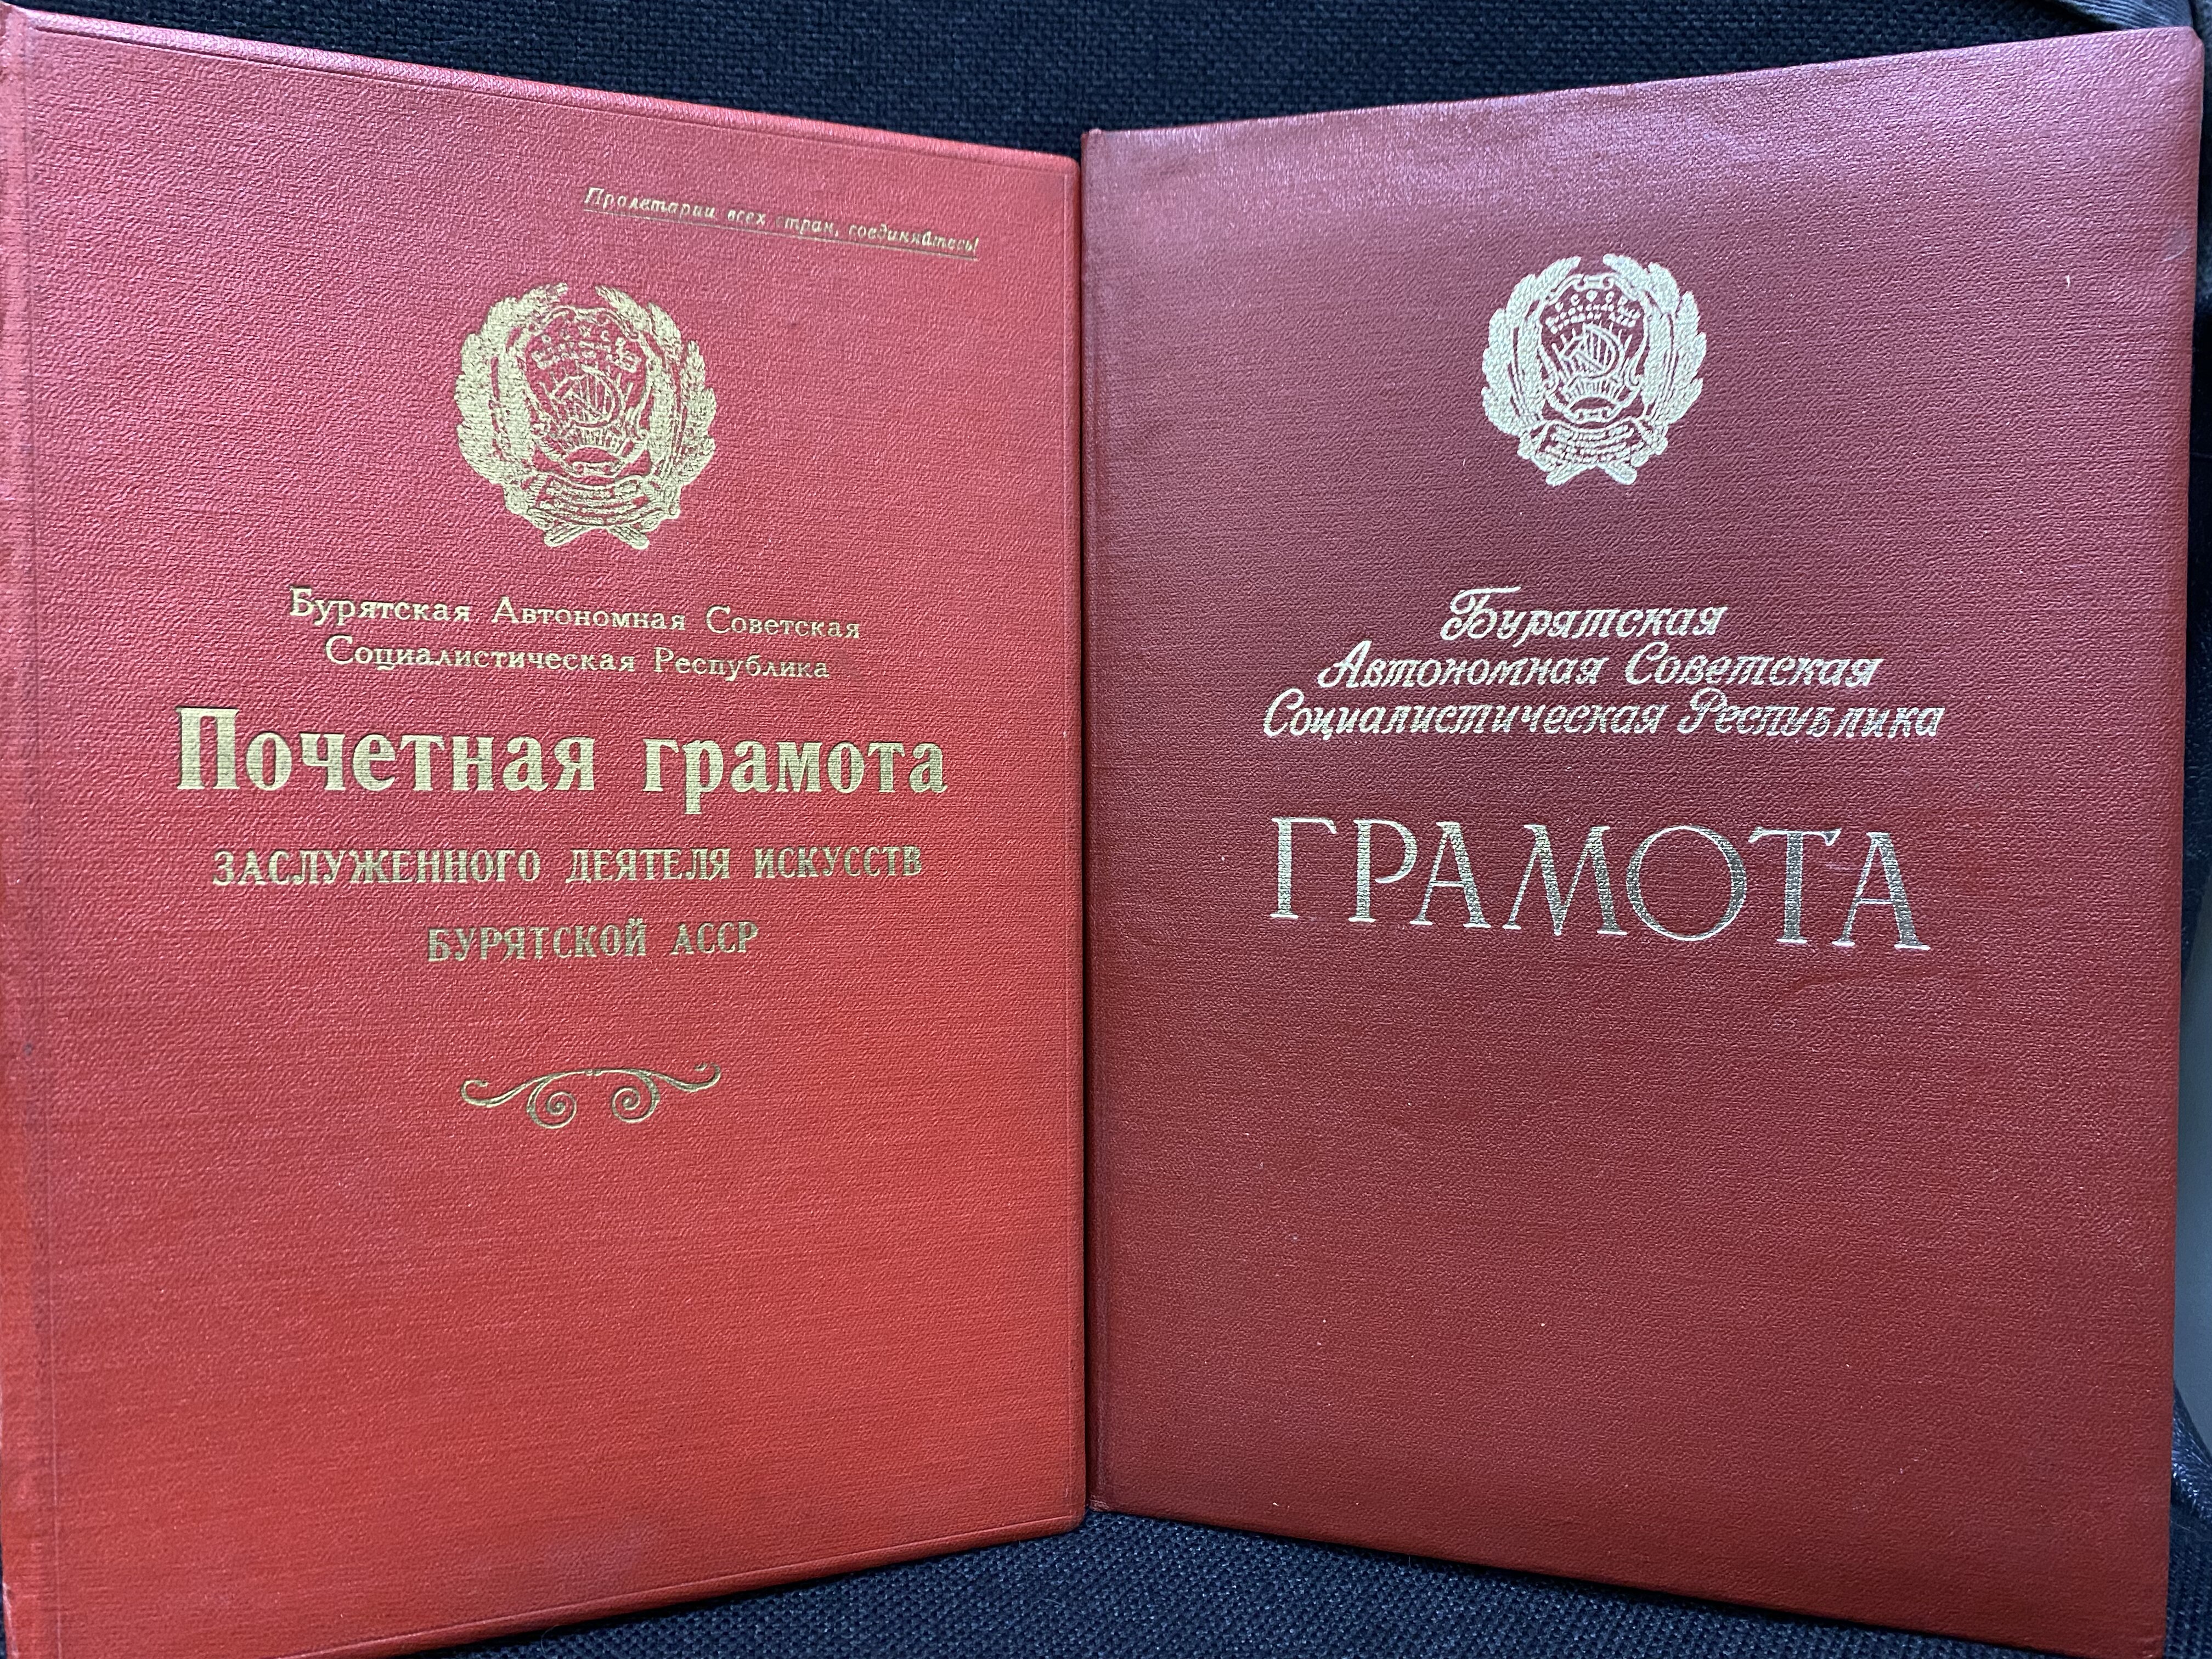 Пролетарии всех стран, соединяйтесь!
Бурятская Автономная Советская
Социалистическая Республика
Почетная грамота
ЗАСЛУЖЕННОГО ДЕЯТЕЛЯ ИСКУССТВ
БУРЯТСКОЙ АССР
Бурятская
Автономная Советская
Социалистическая Республика
ГРАМОТА